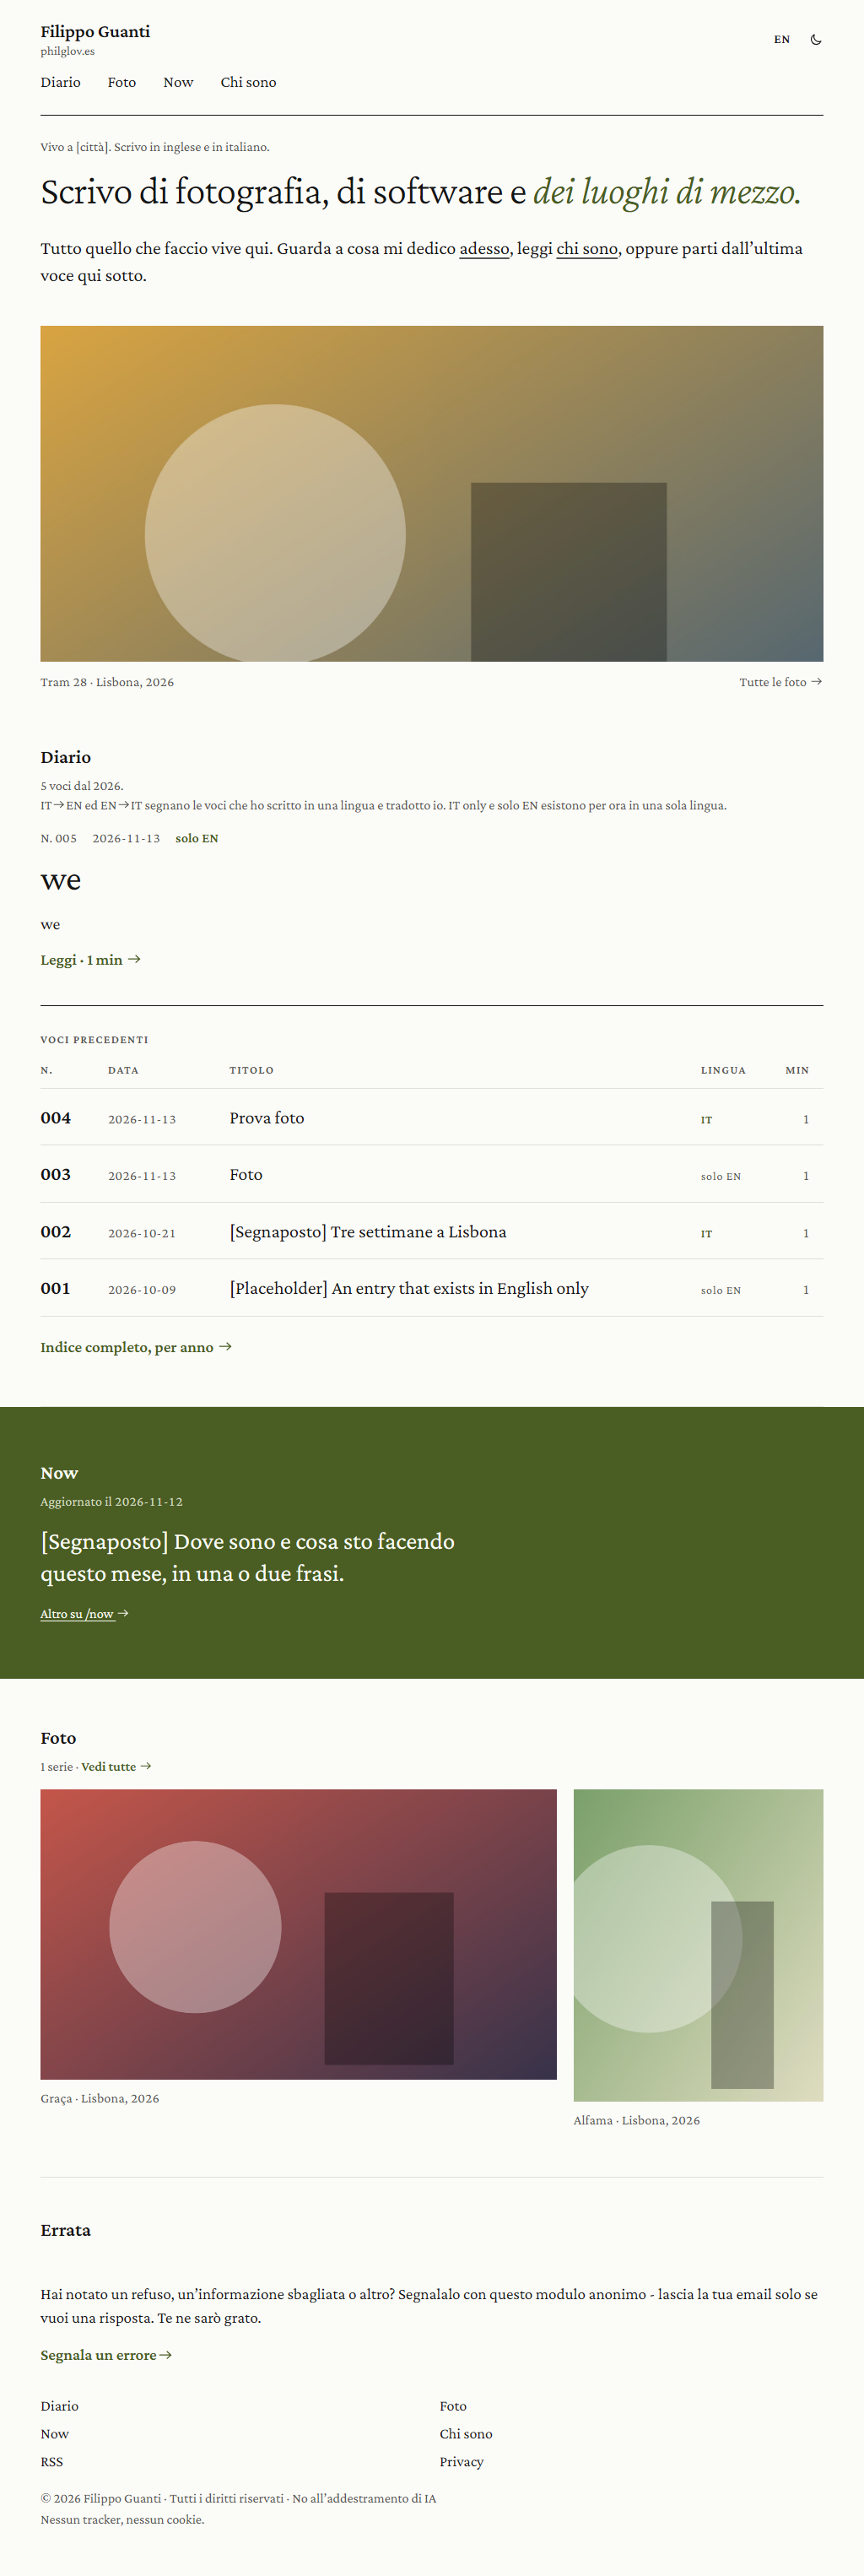 Filippo Guanti
philglov.es
EN
Diario Foto Now Chi sono
Vivo a [città]. Scrivo in inglese e in italiano.
Scrivo di fotografia, di software e dei luoghi di mezzo.
Tutto quello che faccio vive qui. Guarda a cosa mi dedico adesso, leggi chi sono, oppure parti dall’ultima
voce qui sotto.
Tram 28 · Lisbona, 2026
Tutte le foto →
Diario
5 voci dal 2026.
IT→EN ed EN→IT segnano le voci che ho scritto in una lingua e tradotto io. IT only e solo EN esistono per ora in una sola lingua.
N. 005 2026-11-13 solo EN
we
we
Leggi · 1 min →
VOCI PRECEDENTI
N. DATA TITOLO LINGUA MIN
004 2026-11-13 Prova foto IT 1
003 2026-11-13 Foto solo EN 1
002 2026-10-21 [Segnaposto] Tre settimane a Lisbona IT 1
001 2026-10-09 [Placeholder] An entry that exists in English only solo EN 1
Indice completo, per anno →
Now
Aggiornato il 2026-11-12
[Segnaposto] Dove sono e cosa sto facendo
questo mese, in una o due frasi.
Altro su /now →
Foto
1 serie · Vedi tutte →
Graça · Lisbona, 2026
Alfama · Lisbona, 2026
Errata
Hai notato un refuso, un’informazione sbagliata o altro? Segnalalo con questo modulo anonimo - lascia la tua email solo se
vuoi una risposta. Te ne sarò grato.
Segnala un errore→
Diario Foto
Now Chi sono
RSS Privacy
© 2026 Filippo Guanti · Tutti i diritti riservati · No all’addestramento di IA
Nessun tracker, nessun cookie.